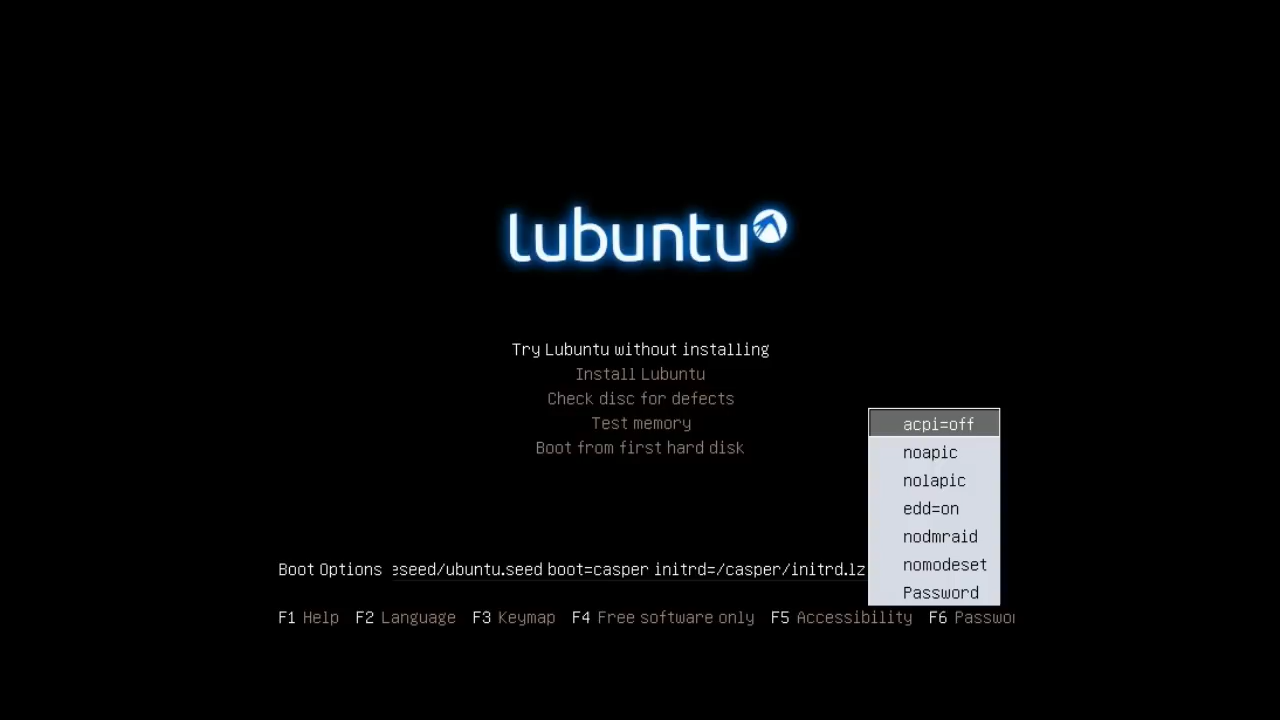 lubuntu
Try Lubuntu without installing
Install Lubuntu
Check disc for defects
Test memory
Boot from first hard disk
acpi=off
noapic
nolapic
edd=on
nodmraid
nomodeset
Password
Boot Options eseed/ubuntu.seed boot=casper initrd=/casper/initrd.lz
F1 Help F2 Language F3 Keymap F4 Free software only F5 Accessibility F6 Passwor